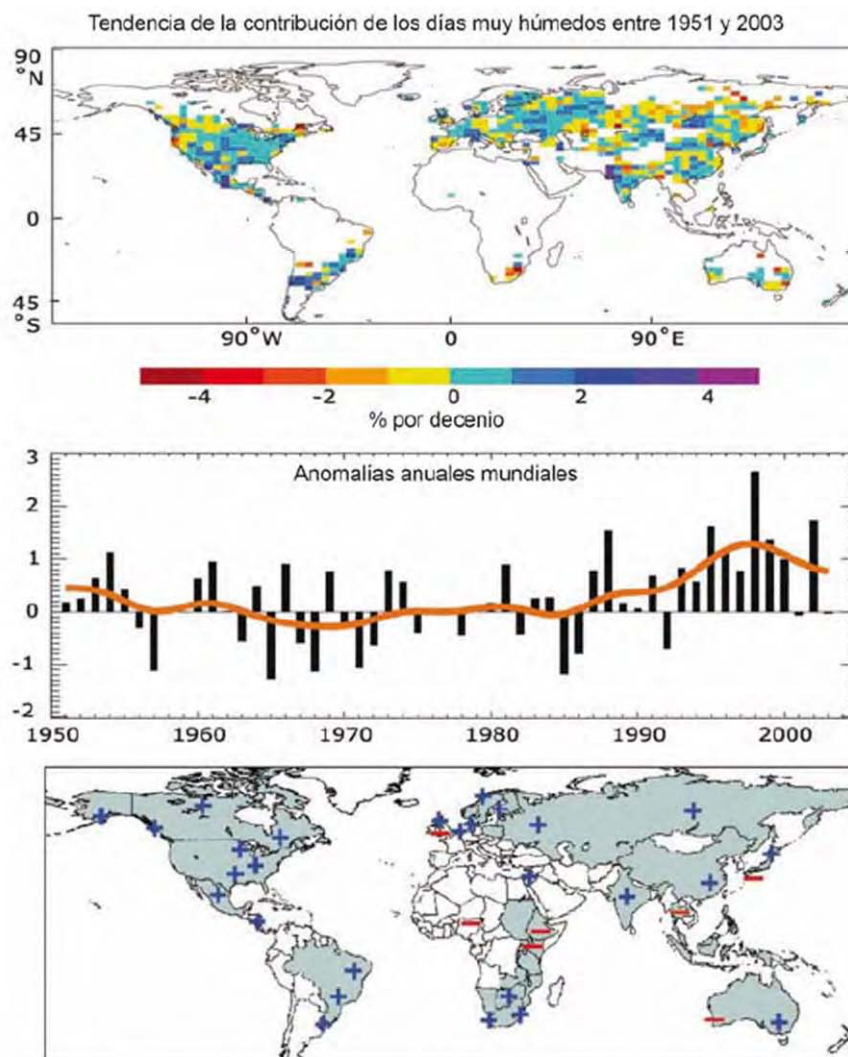 Tendencia de la contribución de los días muy húmedos entre 1951 y 2003
90
°N
45
0
45
°S
90°W 0 90°E
-4 -2 0 2 4
% por decenio
Anomalías anuales mundiales
3
2
1
0
-1
-2
1950 1960 1970 1980 1990 2000